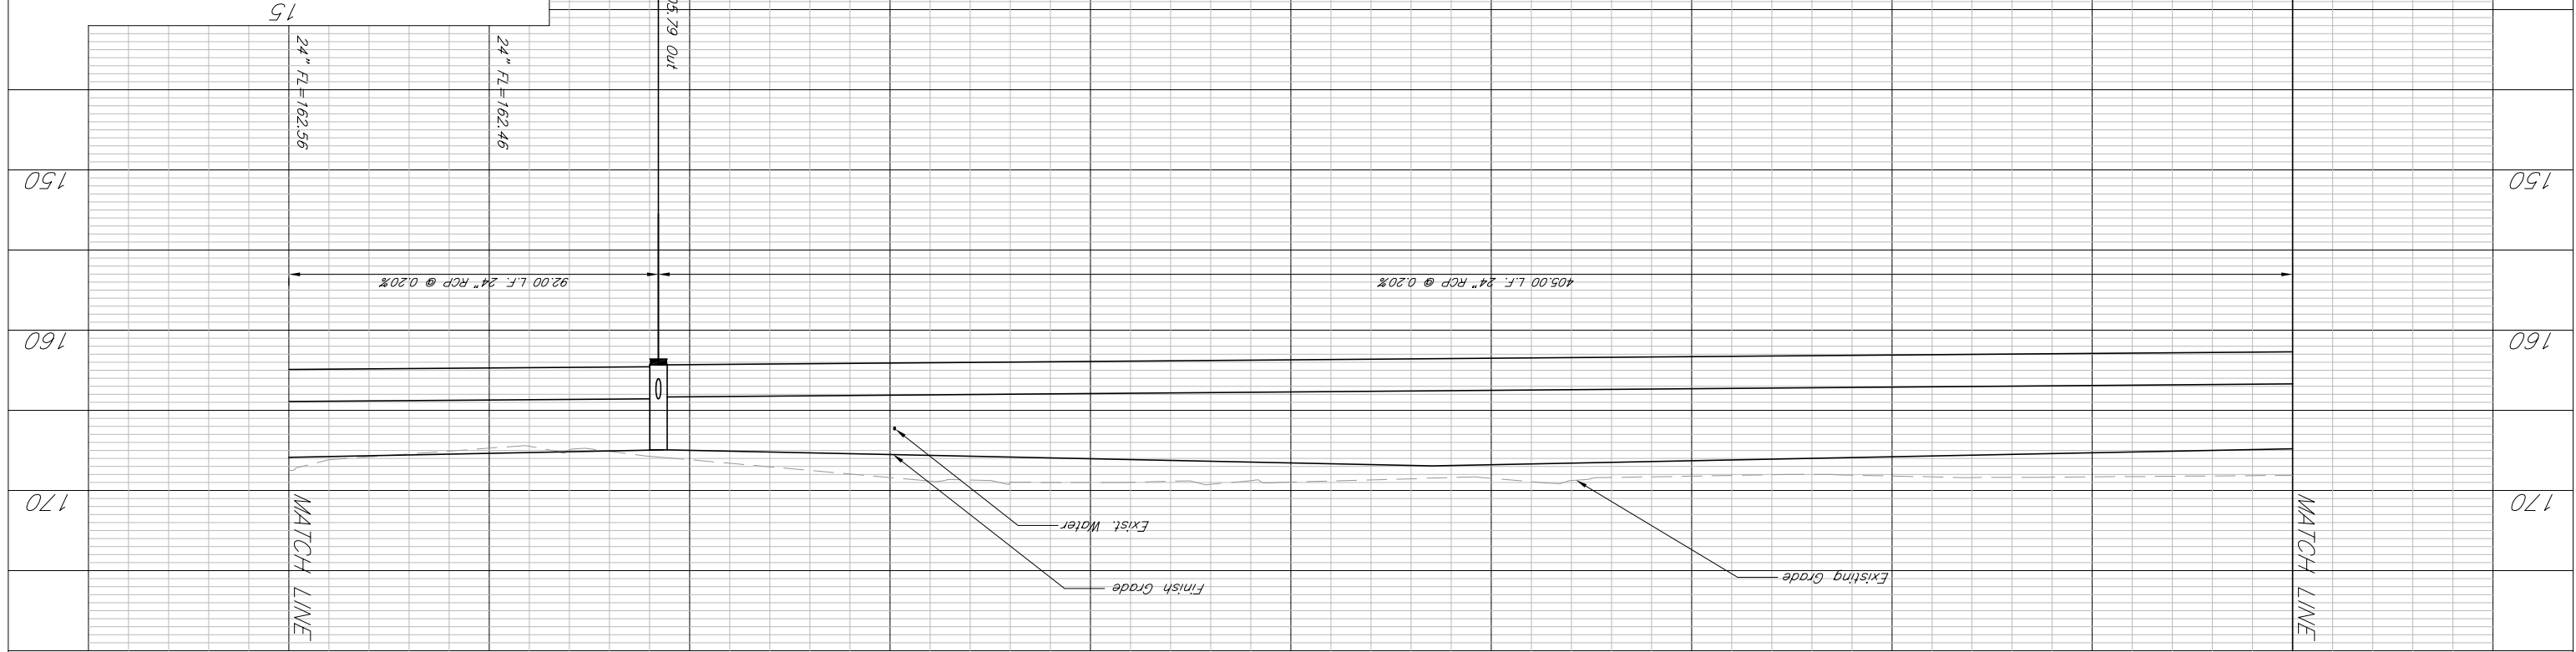 MATCH LINE
MATCH LINE
Existing Grade
Finish Grade
Exist. Water
170
170
160
160
405.00 L.F. 24" RCP @ 0.20%
92.00 L.F. 24" RCP @ 0.20%
150
150
05.79 Out
24" FL=162.46
24" FL=162.56
15